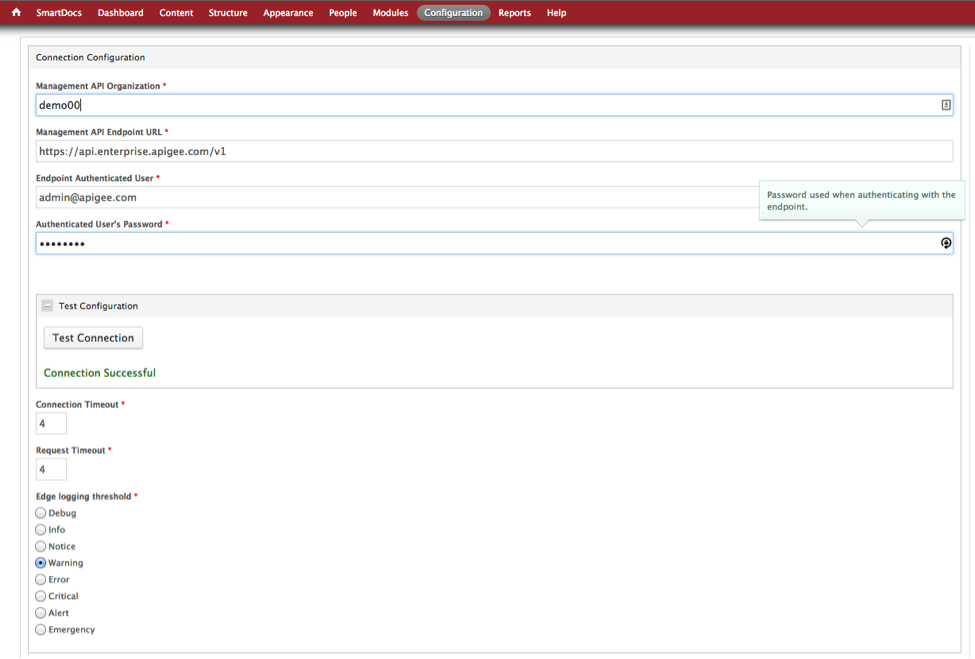 SmartDocs Dashboard Content Structure Appearance People Modules Configuration Reports Help
Connection Configuration
Management API Organization *
demo00
Management API Endpoint URL *
https://api.enterprise.apigee.com/v1
Endpoint Authenticated User *
admin@apigee.com
Password used when authenticating with the
endpoint.
Authenticated User's Password *
••••••••
Test Configuration
Test Connection
Connection Successful
Connection Timeout *
4
Request Timeout *
4
Edge logging threshold *
Debug
Info
Notice
Warning
Error
Critical
Alert
Emergency